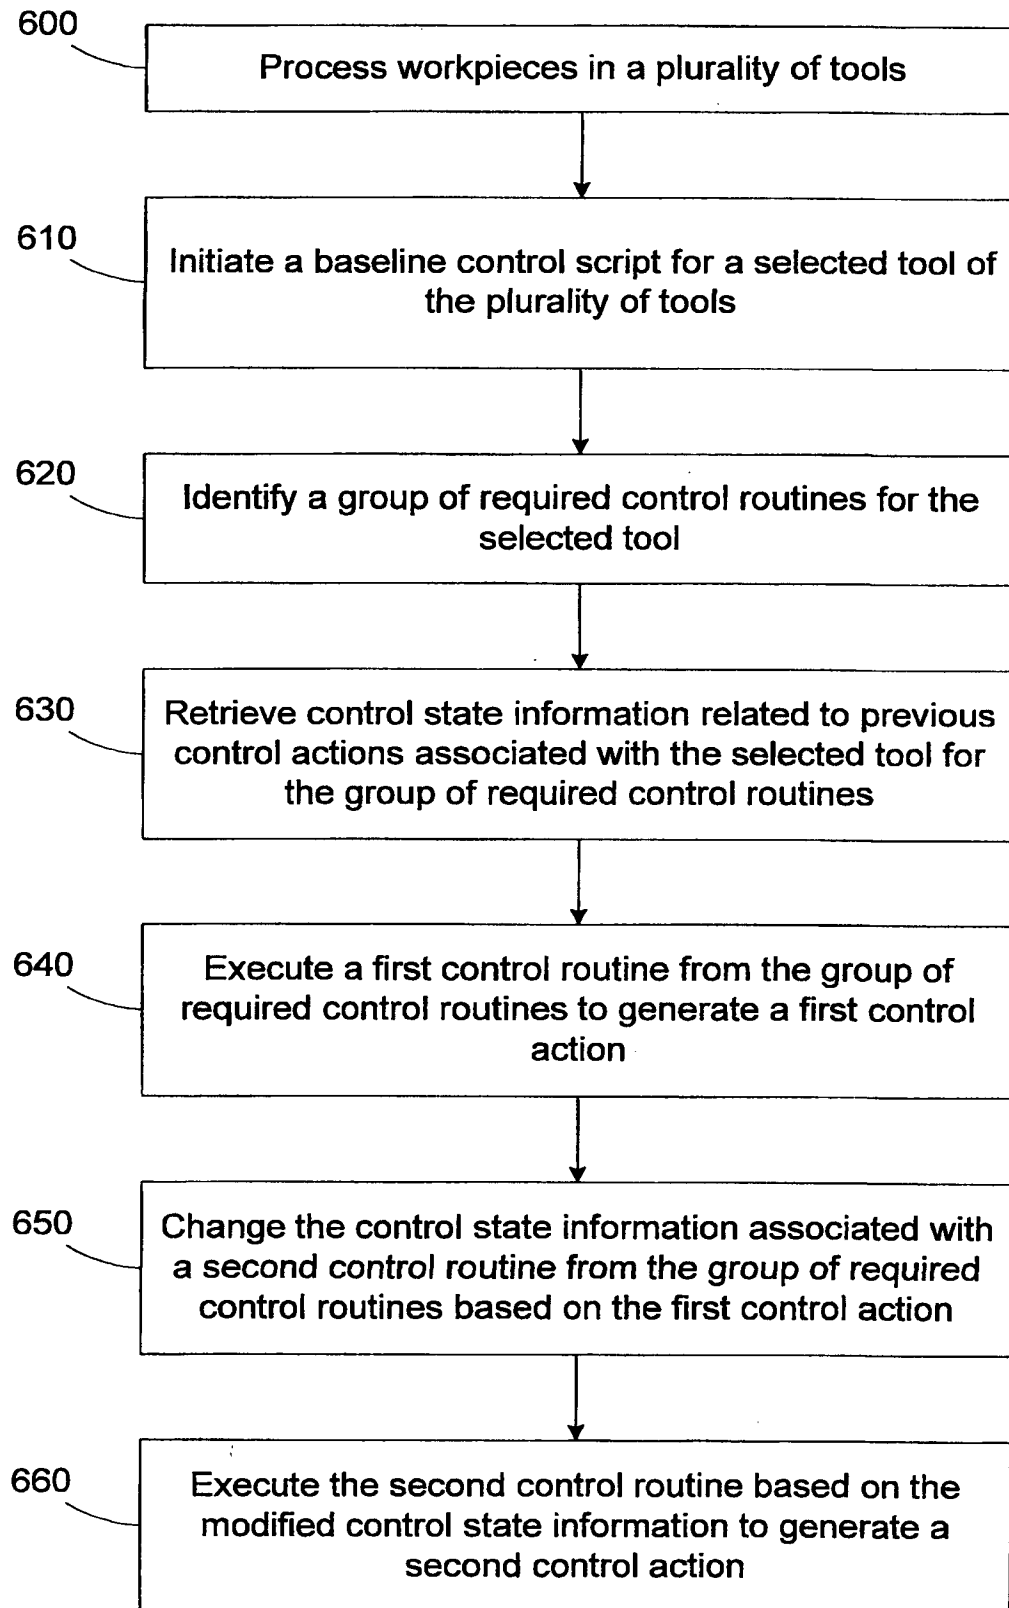 600
Process workpieces in a plurality of tools
610
Initiate a baseline control script for a selected tool of
the plurality of tools
620
Identify a group of required control routines for the
selected tool
630
Retrieve control state information related to previous
control actions associated with the selected tool for
the group of required control routines
640
Execute a first control routine from the group of
required control routines to generate a first control
action
650
Change the control state information associated with
a second control routine from the group of required
control routines based on the first control action
660
Execute the second control routine based on the
modified control state information to generate a
second control action